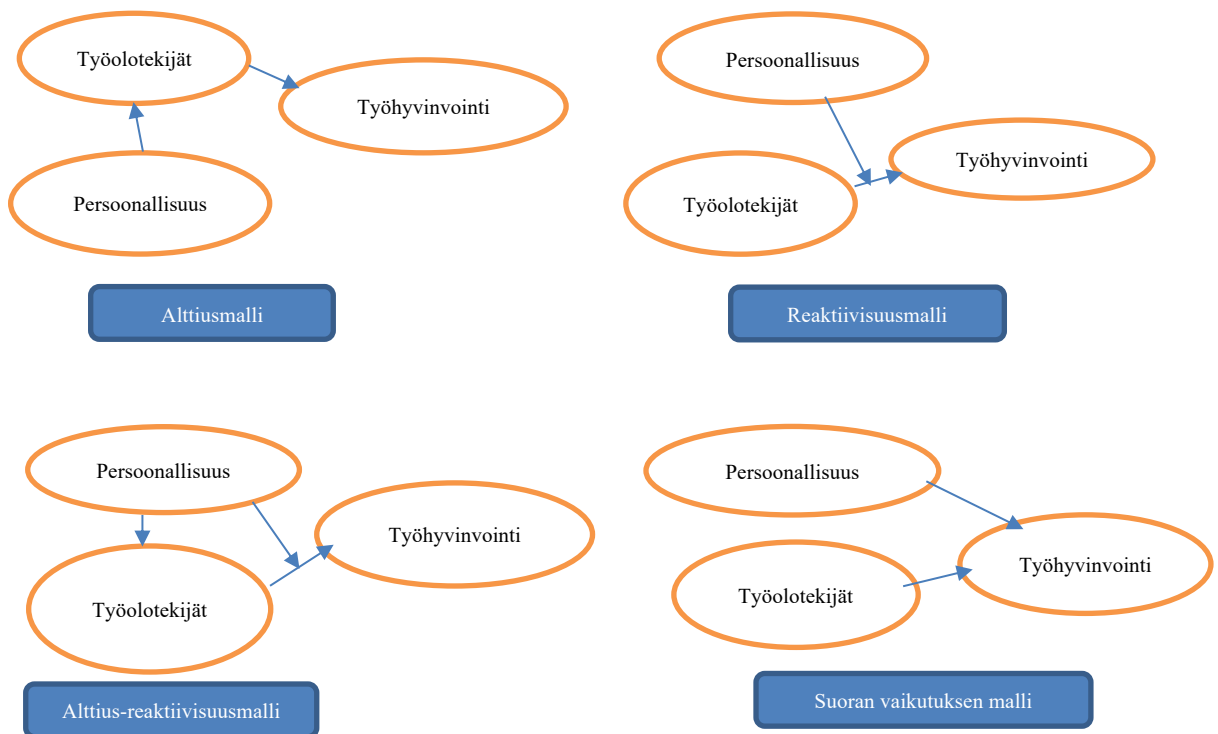 Työolotekijät
Työhyvinvointi
Persoonallisuus
Alttiusmalli
Persoonallisuus
Työhyvinvointi
Työolotekijät
Reaktiivisuusmalli
Persoonallisuus
Työhyvinvointi
Työolotekijät
Alttius-reaktiivisuusmalli
Persoonallisuus
Työhyvinvointi
Työolotekijät
Suoran vaikutuksen malli